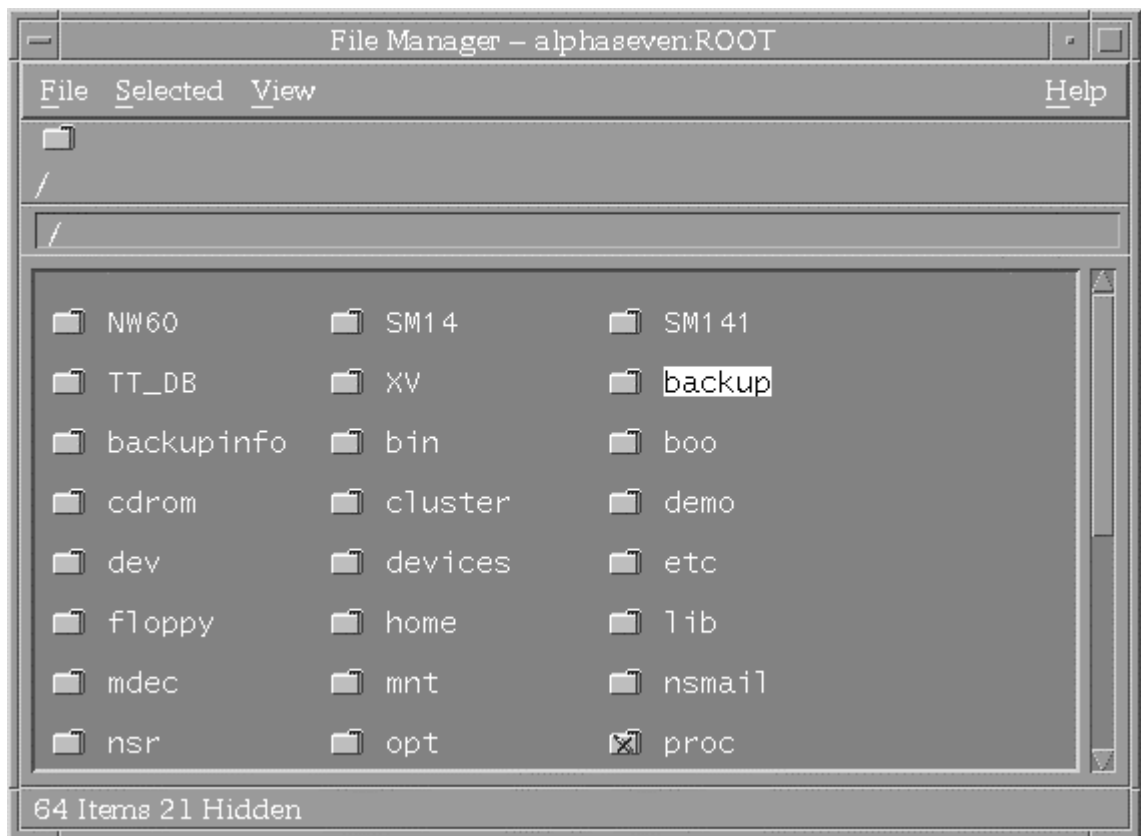 File Manager – alphaseven:ROOT
File Selected View Help
/
/
NW60 SM14 SM141
TT_DB XV backup
backupinfo bin boo
cdrom cluster demo
dev devices etc
floppy home lib
mdec mnt nsmail
nsr opt proc
64 Items 21 Hidden